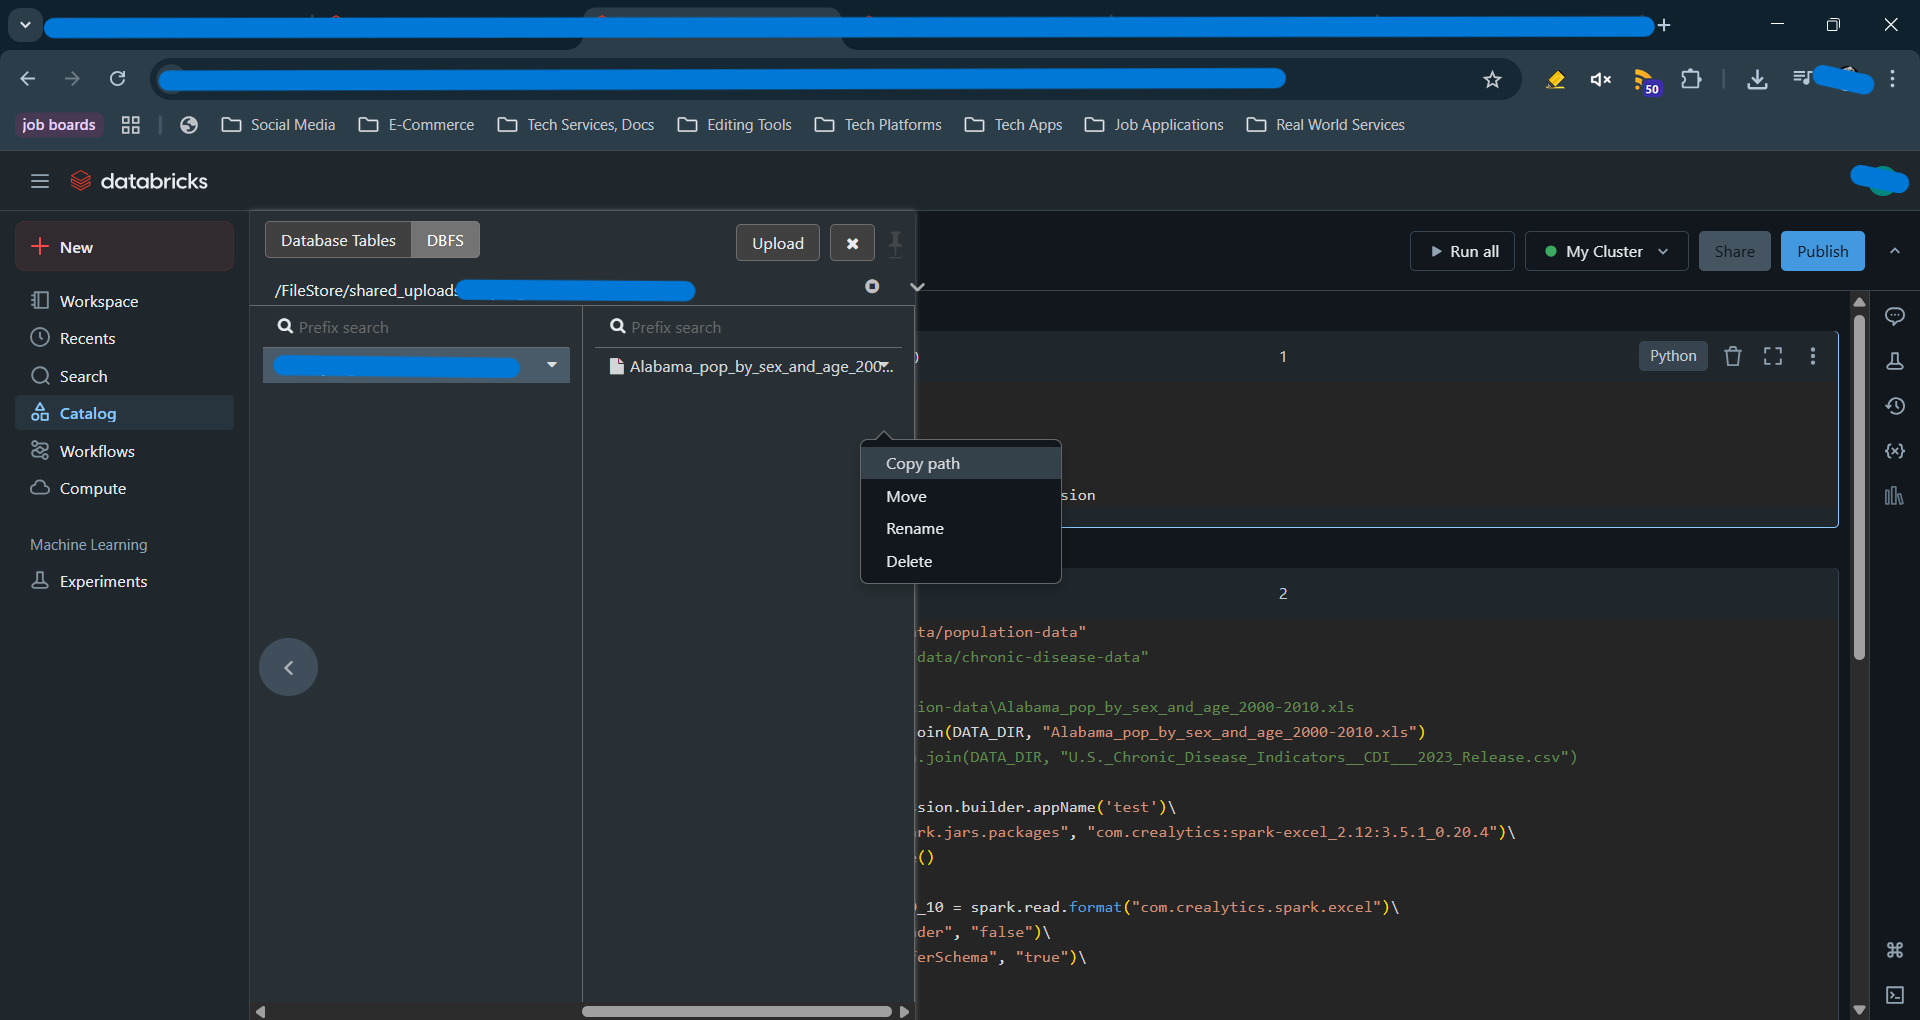 job boards
Social Media
E-Commerce
Tech Services, Docs
Editing Tools
Tech Platforms
Tech Apps
Job Applications
Real World Services
50
databricks
New
Workspace
Recents
Search
Catalog
Workflows
Compute
Machine Learning
Experiments
Database Tables
DBFS
Upload
/FileStore/shared_uploads
Prefix search
Prefix search
Alabama_pop_by_sex_and_age_200...
Copy path
Move
Rename
Delete
Run all
My Cluster
Share
Publish
)
1
Python
sion
2
ta/population-data"
data/chronic-disease-data"
ion-data\Alabama_pop_by_sex_and_age_2000-2010.xls
oin(DATA_DIR, "Alabama_pop_by_sex_and_age_2000-2010.xls")
.join(DATA_DIR, "U.S._Chronic_Disease_Indicators__CDI___2023_Release.csv")
sion.builder.appName('test')\
rk.jars.packages", "com.crealytics:spark-excel_2.12:3.5.1_0.20.4")\
()
_10 = spark.read.format("com.crealytics.spark.excel")\
der", "false")\
erSchema", "true")\